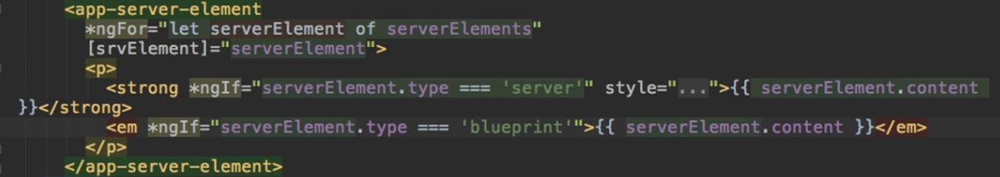 <app-server-element
*ngFor="let serverElement of serverElements"
[srvElement]="serverElement">
<p>
<strong *ngIf="serverElement.type === 'server'" style="...">{{ serverElement.content
}}</strong>
<em *ngIf="serverElement.type === 'blueprint'">{{ serverElement.content }}</em>
</p>
</app-server-element>